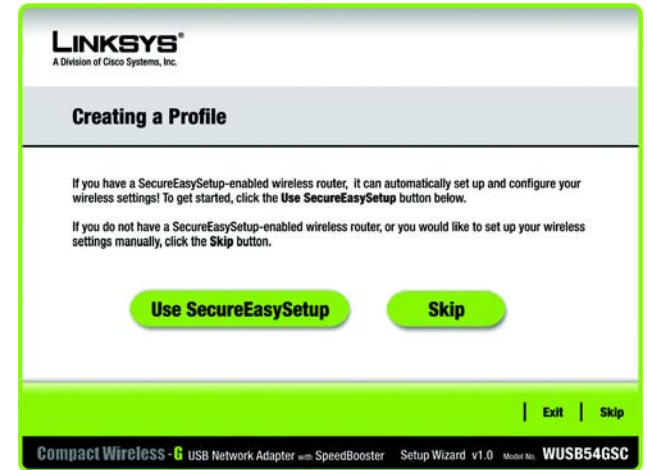 LINKSYS®
A Division of Cisco Systems, Inc.
Creating a Profile
If you have a SecureEasySetup-enabled wireless router, it can automatically set up and configure your
wireless settings! To get started, click the Use SecureEasySetup button below.
If you do not have a SecureEasySetup-enabled wireless router, or you would like to set up your wireless
settings manually, click the Skip button.
Use SecureEasySetup Skip
Exit Skip
Compact Wireless-G USB Network Adapter with SpeedBooster Setup Wizard v1.0 Model No. WUSB54GSC